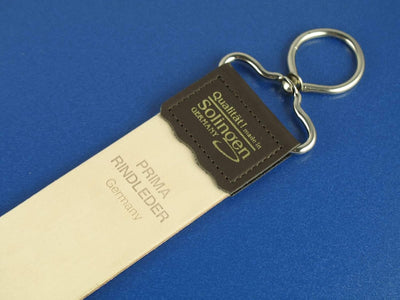 Qualität! made in
Solingen
GERMANY
PRIMA
RINDLEDER
Germany